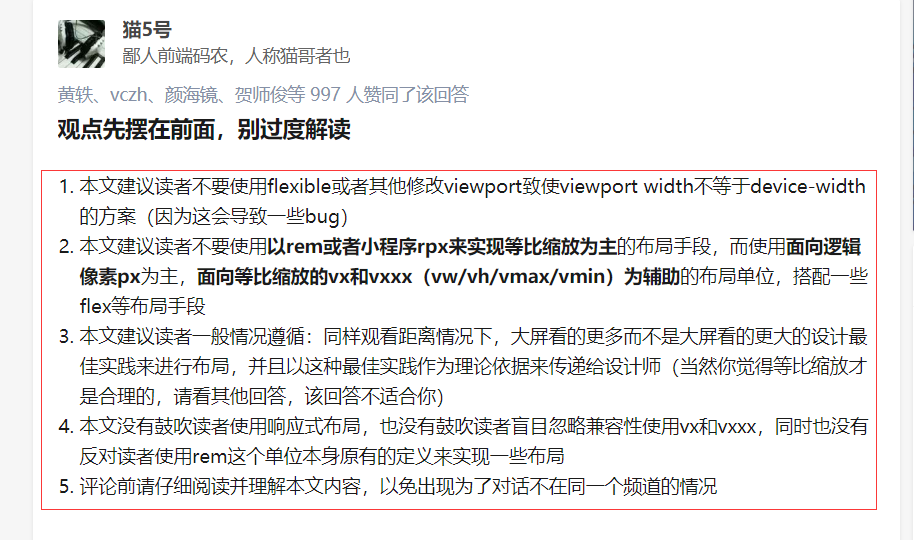 猫5号
鄙人前端码农，人称猫哥者也
黄轶、vczh、颜海镜、贺师俊等 997 人赞同了该回答
观点先摆在前面，别过度解读
1. 本文建议读者不要使用flexible或者其他修改viewport致使viewport width不等于device-width
的方案（因为这会导致一些bug）
2. 本文建议读者不要使用以rem或者小程序rpx来实现等比缩放为主的布局手段，而使用面向逻辑
像素px为主，面向等比缩放的vx和vxxx（vw/vh/vmax/vmin）为辅助的布局单位，搭配一些
flex等布局手段
3. 本文建议读者一般情况遵循：同样观看距离情况下，大屏看的更多而不是大屏看的更大的设计最
佳实践来进行布局，并且以这种最佳实践作为理论依据来传递给设计师（当然你觉得等比缩放才
是合理的，请看其他回答，该回答不适合你）
4. 本文没有鼓吹读者使用响应式布局，也没有鼓吹读者盲目忽略兼容性使用vx和vxxx，同时也没有
反对读者使用rem这个单位本身原有的定义来实现一些布局
5. 评论前请仔细阅读并理解本文内容，以免出现为了对话不在同一个频道的情况